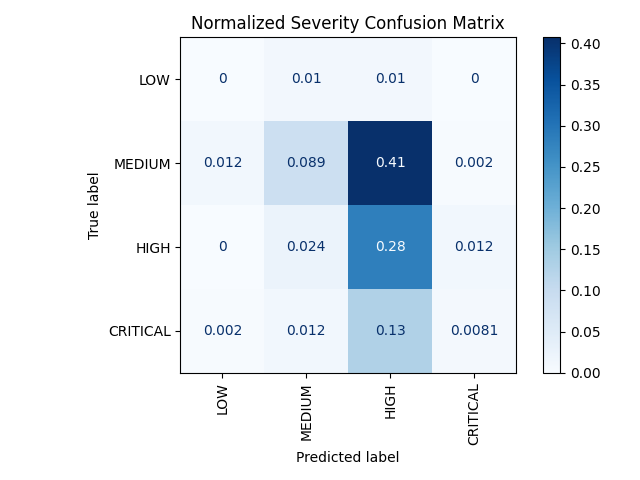 Normalized Severity Confusion Matrix
LOW 0 0.01 0.01 0
MEDIUM 0.012 0.089 0.41 0.002
HIGH 0 0.024 0.28 0.012
CRITICAL 0.002 0.012 0.13 0.0081
LOW MEDIUM HIGH CRITICAL
True label
Predicted label
0.40
0.35
0.30
0.25
0.20
0.15
0.10
0.05
0.00